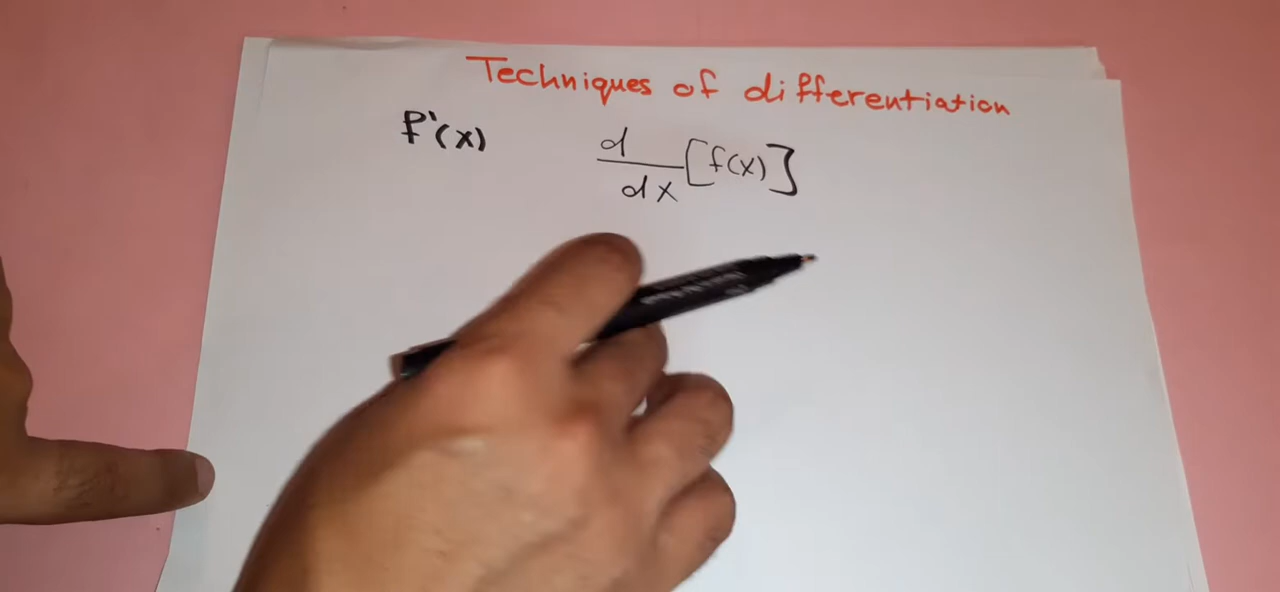 Techniques of differentiation
f'(x)
d
dx [f(x)]